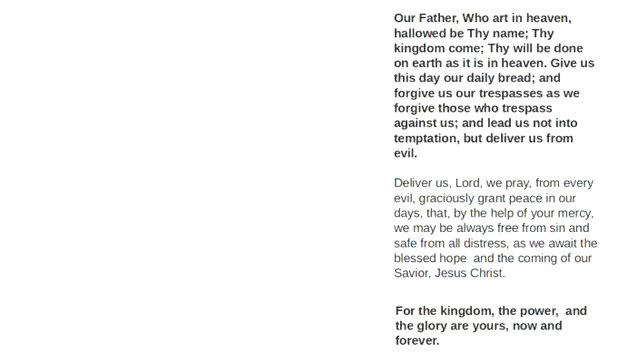 Our Father, Who art in heaven,
hallowed be Thy name; Thy
kingdom come; Thy will be done
on earth as it is in heaven. Give us
this day our daily bread; and
forgive us our trespasses as we
forgive those who trespass
against us; and lead us not into
temptation, but deliver us from
evil.
Deliver us, Lord, we pray, from every
evil, graciously grant peace in our
days, that, by the help of your mercy,
we may be always free from sin and
safe from all distress, as we await the
blessed hope  and the coming of our
Savior, Jesus Christ.
For the kingdom, the power,  and
the glory are yours, now and
forever.